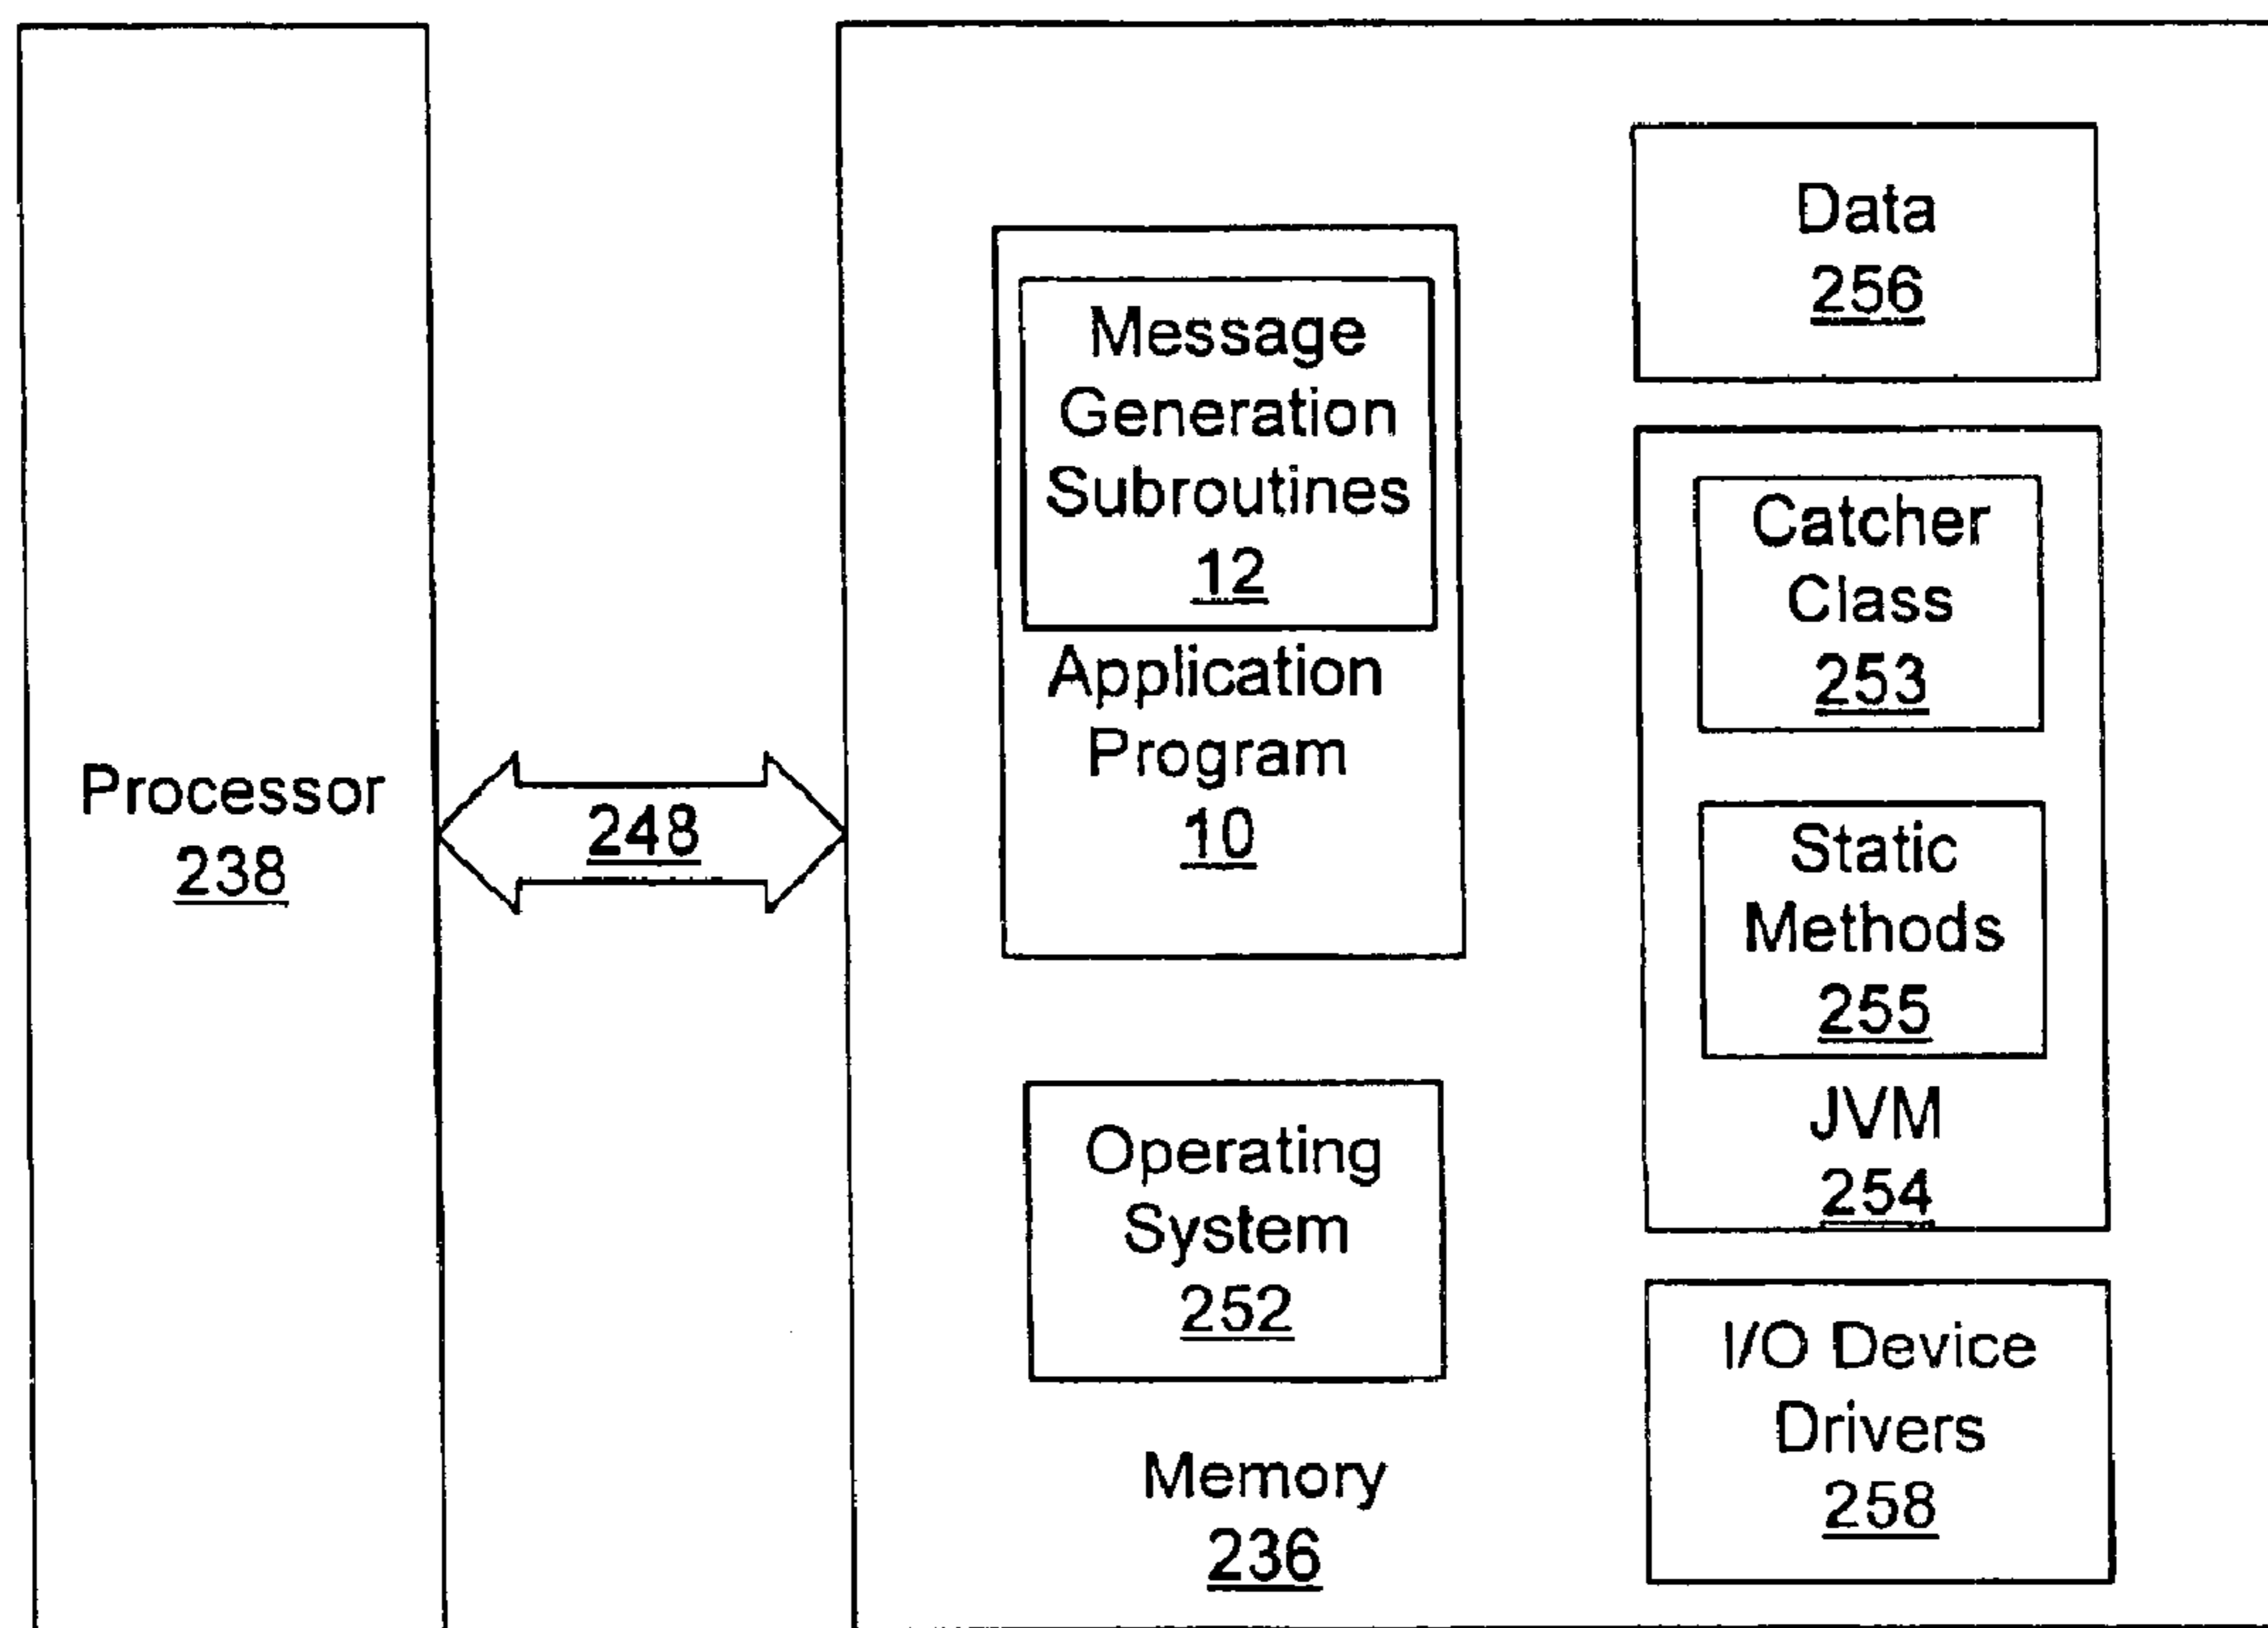 Processor
238
248
Message
Generation
Subroutines
12
Application
Program
10
Operating
System
252
Memory
236
Data
256
Catcher
Class
253
Static
Methods
255
JVM
254
I/O Device
Drivers
258